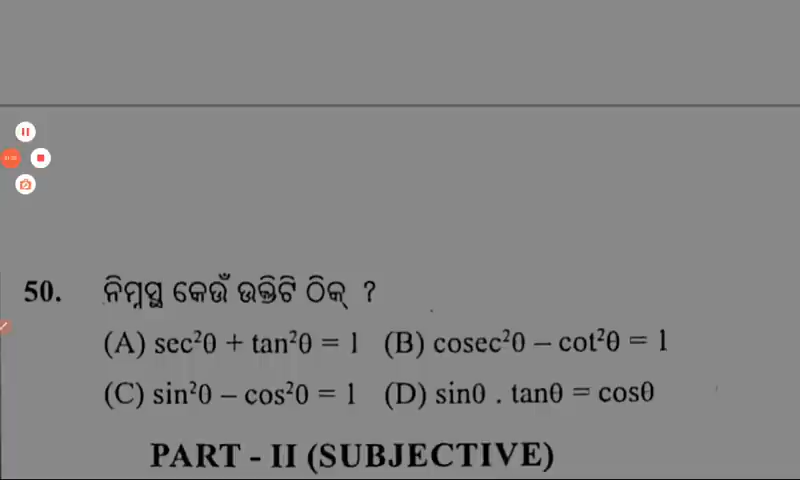 50. ନିମ୍ନସ୍ଥ କେଉଁ ଉକ୍ତିଟି ଠିକ୍ ?
(A) sec²θ + tan²θ = 1 (B) cosec²θ – cot²θ = 1
(C) sin²θ – cos²θ = 1 (D) sinθ . tanθ = cosθ
PART - II (SUBJECTIVE)